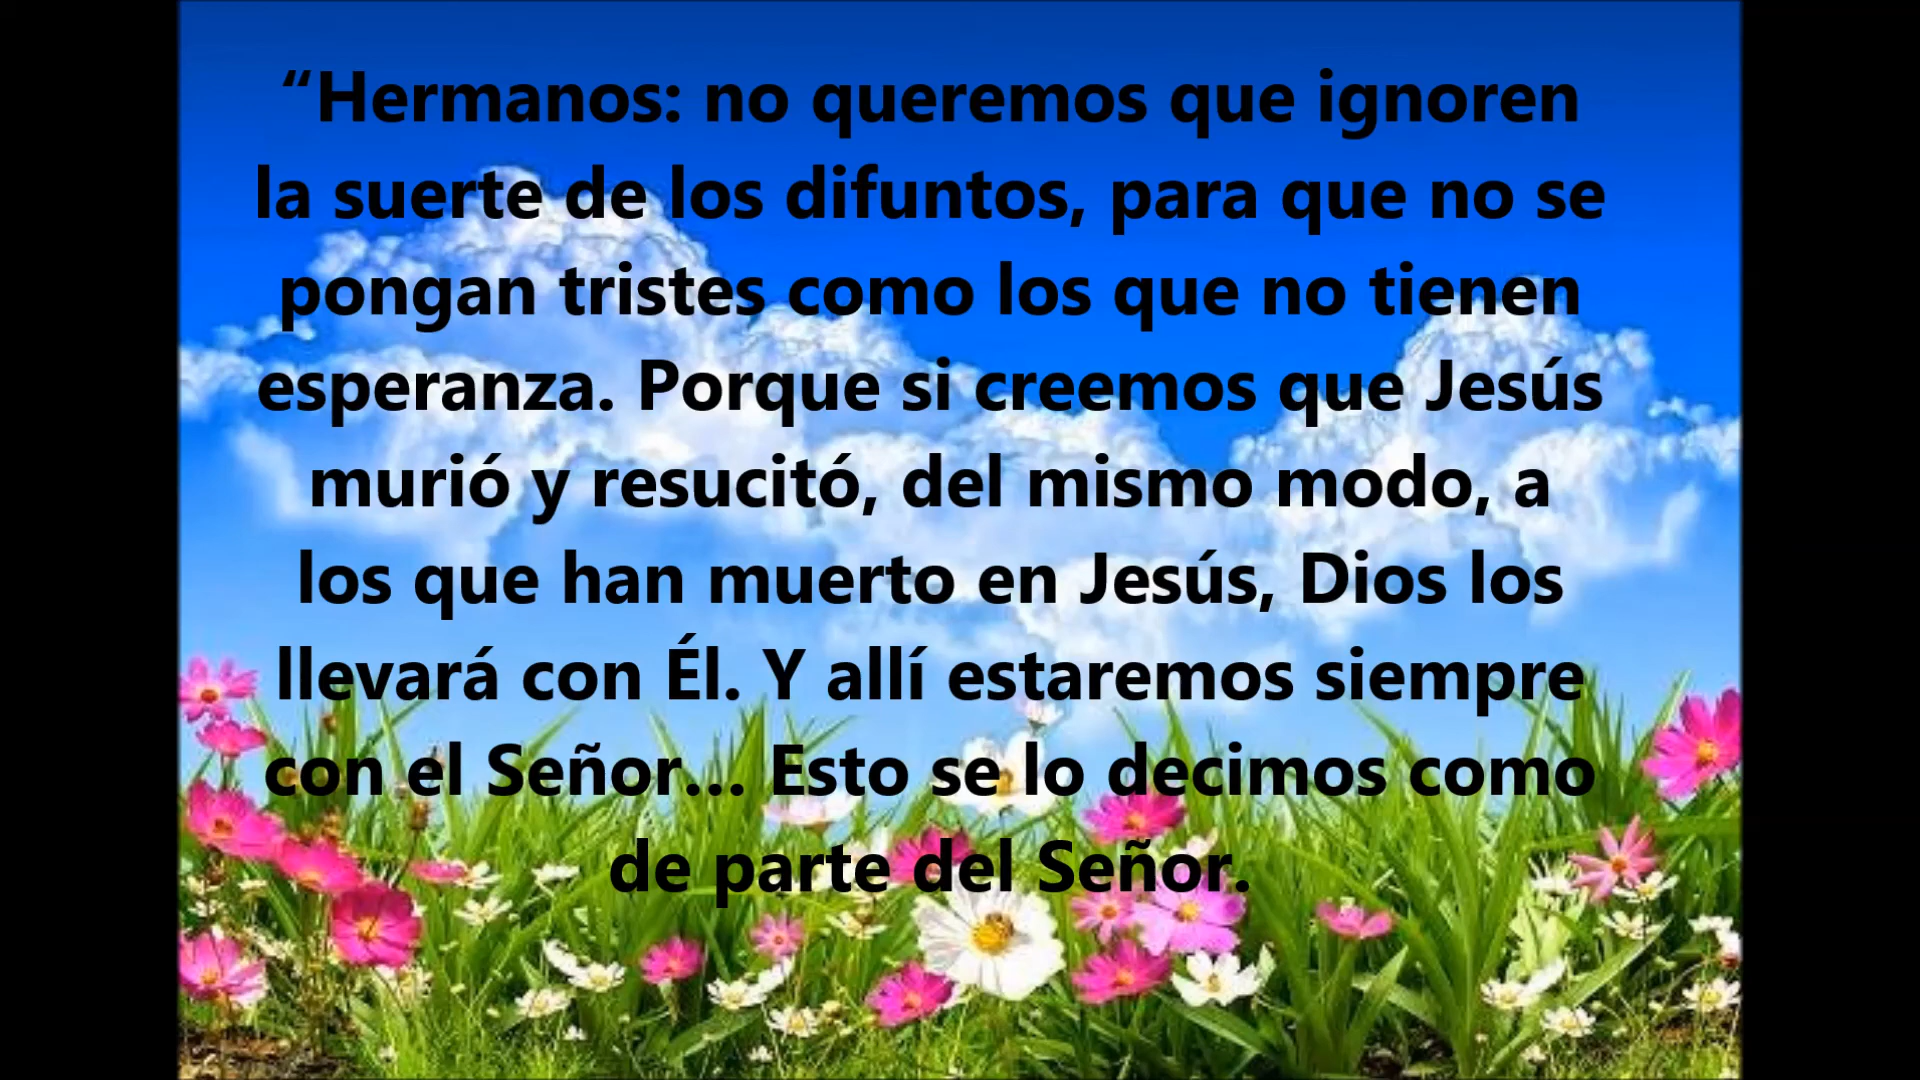 “Hermanos: no queremos que ignoren
la suerte de los difuntos, para que no se
pongan tristes como los que no tienen
esperanza. Porque si creemos que Jesús
murió y resucitó, del mismo modo, a
los que han muerto en Jesús, Dios los
llevará con Él. Y allí estaremos siempre
con el Señor... Esto se lo decimos como
de parte del Señor.